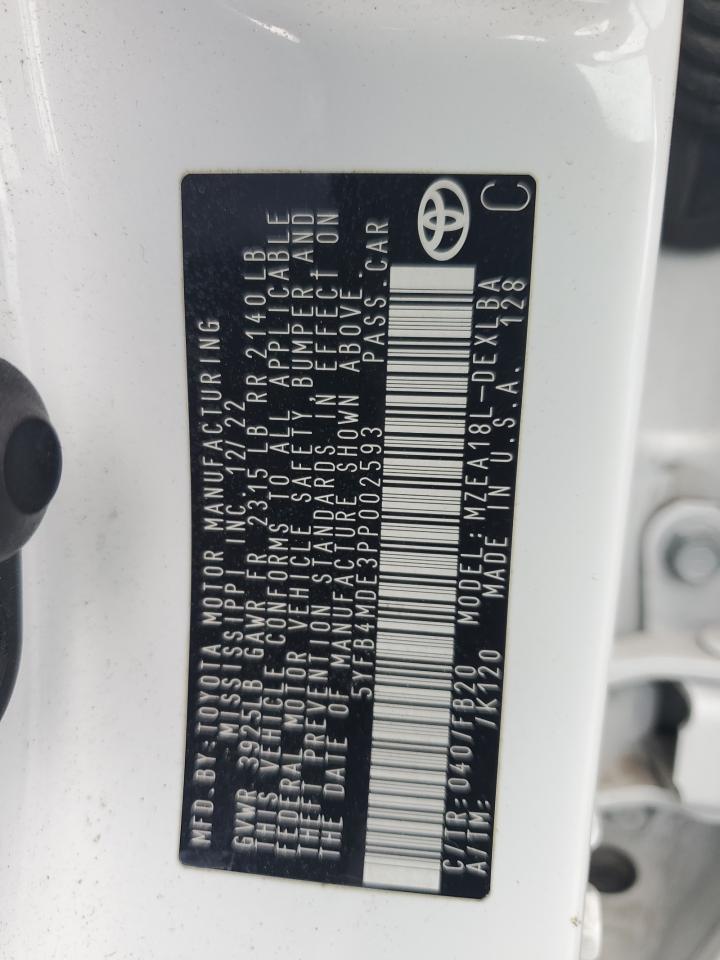 MFD.BY:TOYOTA MOTOR MANUFACTURING
MISSISSIPPI INC. 12/22
GVWR 3925LB GAWR FR 2315 LB RR 2140LB
THIS VEHICLE CONFORMS TO ALL APPLICABLE
FEDERAL MOTOR VEHICLE SAFETY, BUMPER, AND
THEFT PREVENTION STANDARDS IN EFFECT ON
THE DATE OF MANUFACTURE SHOWN ABOVE.
5YFB4MDE3PP002593 PASS.CAR
C/TR:040/FB20 MODEL:MZEA18L-DEXLBA
A/TM: /K120 MADE IN U.S.A. 128
C